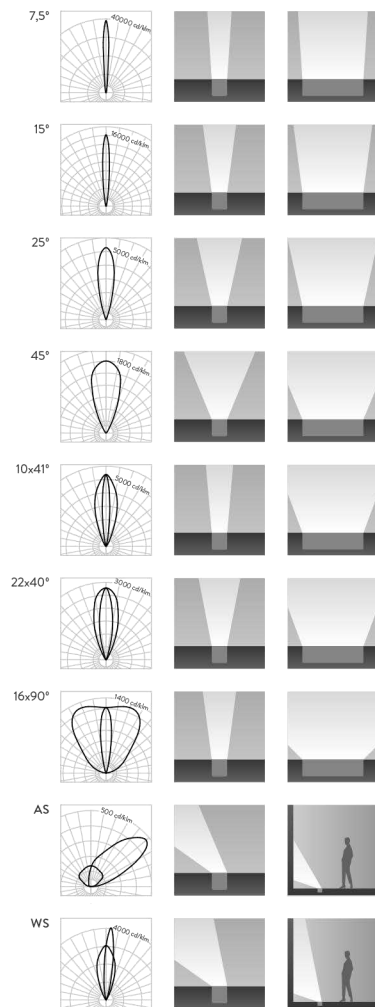 7,5°
40000 cd/klm
15°
16000 cd/klm
25°
5000 cd/klm
45°
1800 cd/klm
10x41°
5000 cd/klm
22x40°
3000 cd/klm
16x90°
1400 cd/klm
AS
500 cd/klm
WS
4000 cd/klm